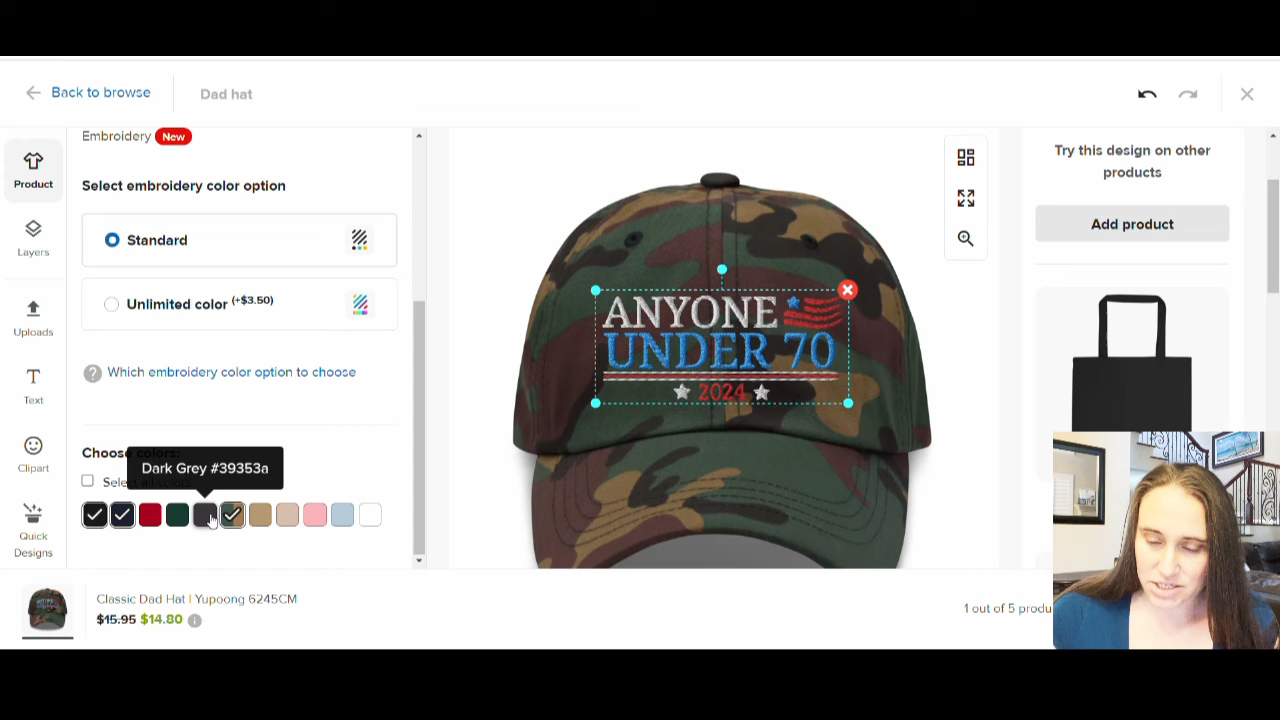 Back to browse
Dad hat
Product
Layers
Uploads
Text
Clipart
Quick
Designs
Embroidery New
Select embroidery color option
Standard
Unlimited color (+$3.50)
Which embroidery color option to choose
Choose colors:
Dark Grey #39353a
ANYONE
UNDER 70
2024
Try this design on other
products
Add product
Classic Dad Hat | Yupoong 6245CM
$15.95 $14.80
1 out of 5